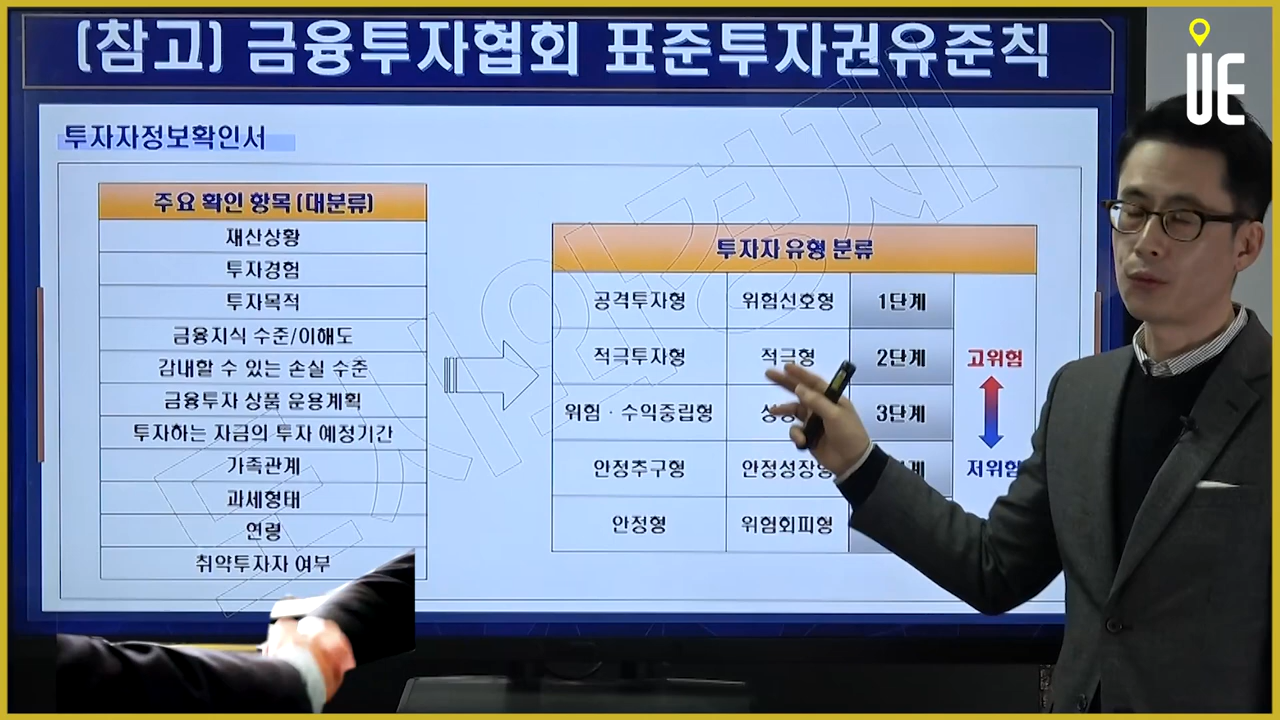 (참고) 금융투자협회 표준투자권유준칙
UE
투자자정보확인서
주요 확인 항목 (대분류)
재산상황
투자경험
투자목적
금융지식 수준/이해도
감내할 수 있는 손실 수준
금융투자 상품 운용계획
투자하는 자금의 투자 예정기간
가족관계
과세형태
연령
취약투자자 여부
투자자 유형 분류
공격투자형 위험선호형 1단계
적극투자형 적극형 2단계
위험 · 수익중립형 3단계
안정추구형
안정형 위험회피형
고위험
저위험